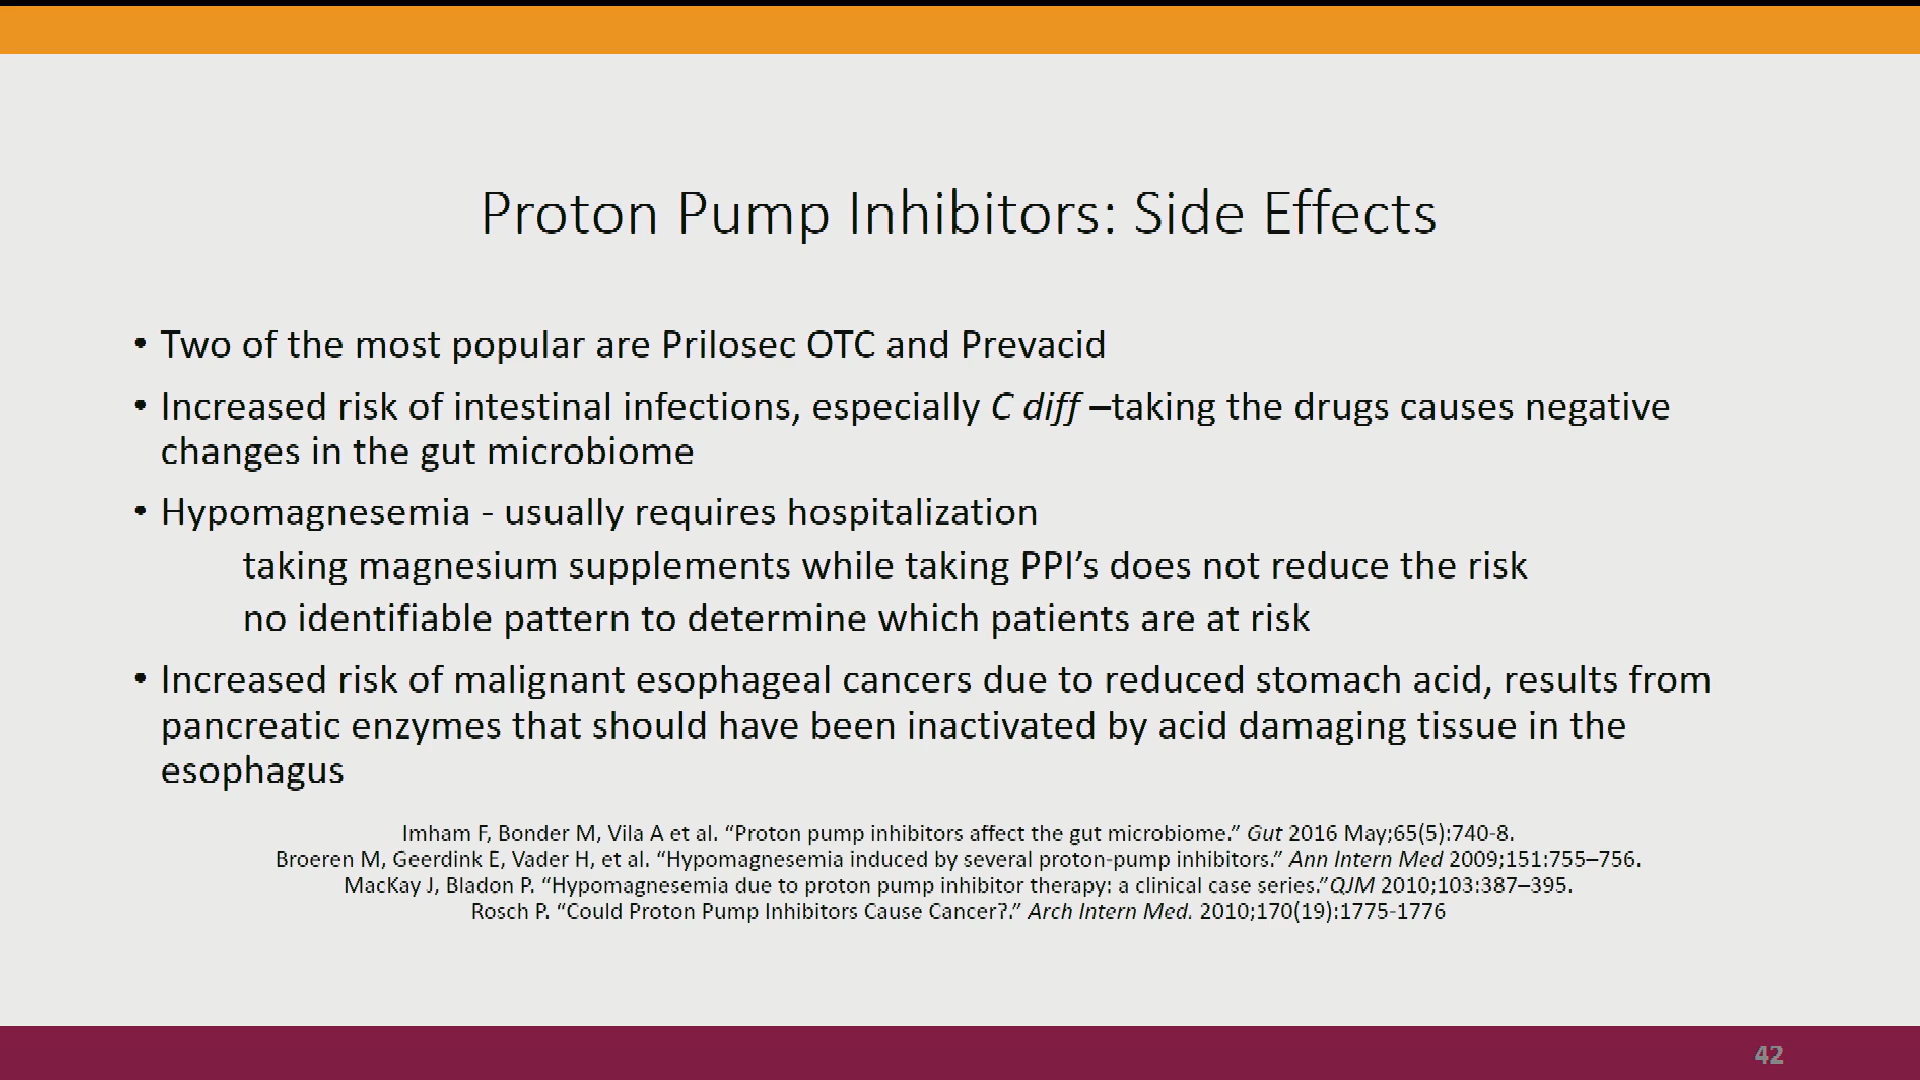 Proton Pump Inhibitors: Side Effects
• Two of the most popular are Prilosec OTC and Prevacid
• Increased risk of intestinal infections, especially C diff –taking the drugs causes negative
changes in the gut microbiome
• Hypomagnesemia - usually requires hospitalization
taking magnesium supplements while taking PPI’s does not reduce the risk
no identifiable pattern to determine which patients are at risk
• Increased risk of malignant esophageal cancers due to reduced stomach acid, results from
pancreatic enzymes that should have been inactivated by acid damaging tissue in the
esophagus
Imham F, Bonder M, Vila A et al. “Proton pump inhibitors affect the gut microbiome.” Gut 2016 May;65(5):740-8.
Broeren M, Geerdink E, Vader H, et al. “Hypomagnesemia induced by several proton-pump inhibitors.” Ann Intern Med 2009;151:755–756.
MacKay J, Bladon P. “Hypomagnesemia due to proton pump inhibitor therapy: a clinical case series.”QJM 2010;103:387–395.
Rosch P. “Could Proton Pump Inhibitors Cause Cancer?.” Arch Intern Med. 2010;170(19):1775-1776
42